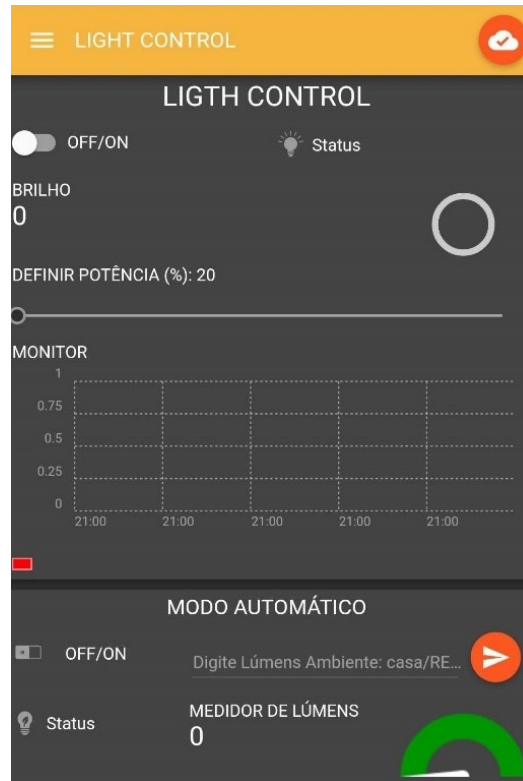 LIGHT CONTROL
LIGTH CONTROL
OFF/ON
Status
BRILHO
0
DEFINIR POTÊNCIA (%): 20
MONITOR
1
0.75
0.5
0.25
0
21:00 21:00 21:00 21:00 21:00
MODO AUTOMÁTICO
OFF/ON
Digite Lúmens Ambiente: casa/RE...
Status
MEDIDOR DE LÚMENS
0